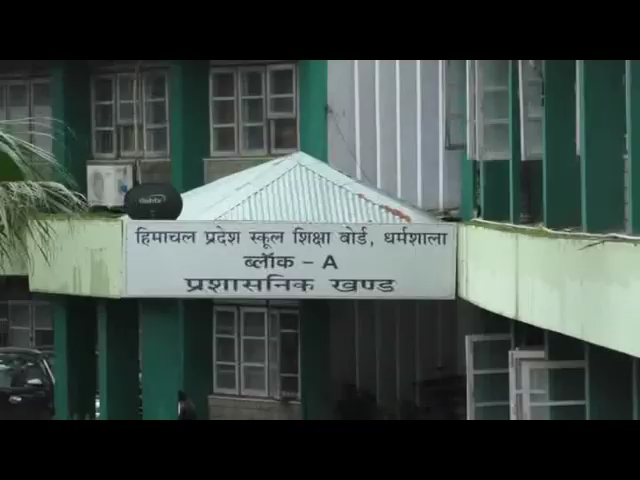 हिमाचल प्रदेश स्कूल शिक्षा बोर्ड, धर्मशाला
ब्लॉक - A
प्रशासनिक खण्ड